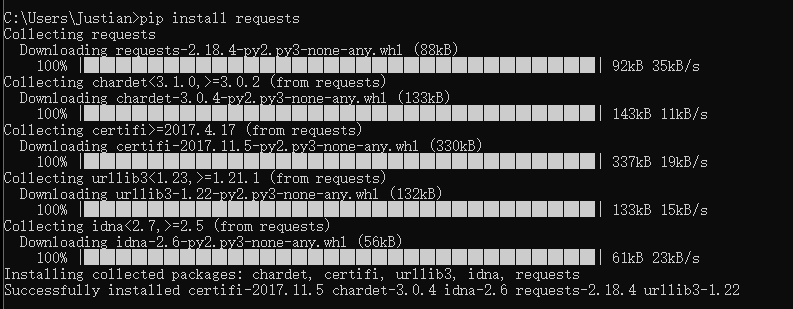 C:\Users\Justian>pip install requests
Collecting requests
Downloading requests-2.18.4-py2.py3-none-any.whl (88kB)
100% |████████████████████████████████| 92kB 35kB/s
Collecting chardet<3.1.0,>=3.0.2 (from requests)
Downloading chardet-3.0.4-py2.py3-none-any.whl (133kB)
100% |████████████████████████████████| 143kB 11kB/s
Collecting certifi>=2017.4.17 (from requests)
Downloading certifi-2017.11.5-py2.py3-none-any.whl (330kB)
100% |████████████████████████████████| 337kB 19kB/s
Collecting urllib3<1.23,>=1.21.1 (from requests)
Downloading urllib3-1.22-py2.py3-none-any.whl (132kB)
100% |████████████████████████████████| 133kB 15kB/s
Collecting idna<2.7,>=2.5 (from requests)
Downloading idna-2.6-py2.py3-none-any.whl (56kB)
100% |████████████████████████████████| 61kB 23kB/s
Installing collected packages: chardet, certifi, urllib3, idna, requests
Successfully installed certifi-2017.11.5 chardet-3.0.4 idna-2.6 requests-2.18.4 urllib3-1.22